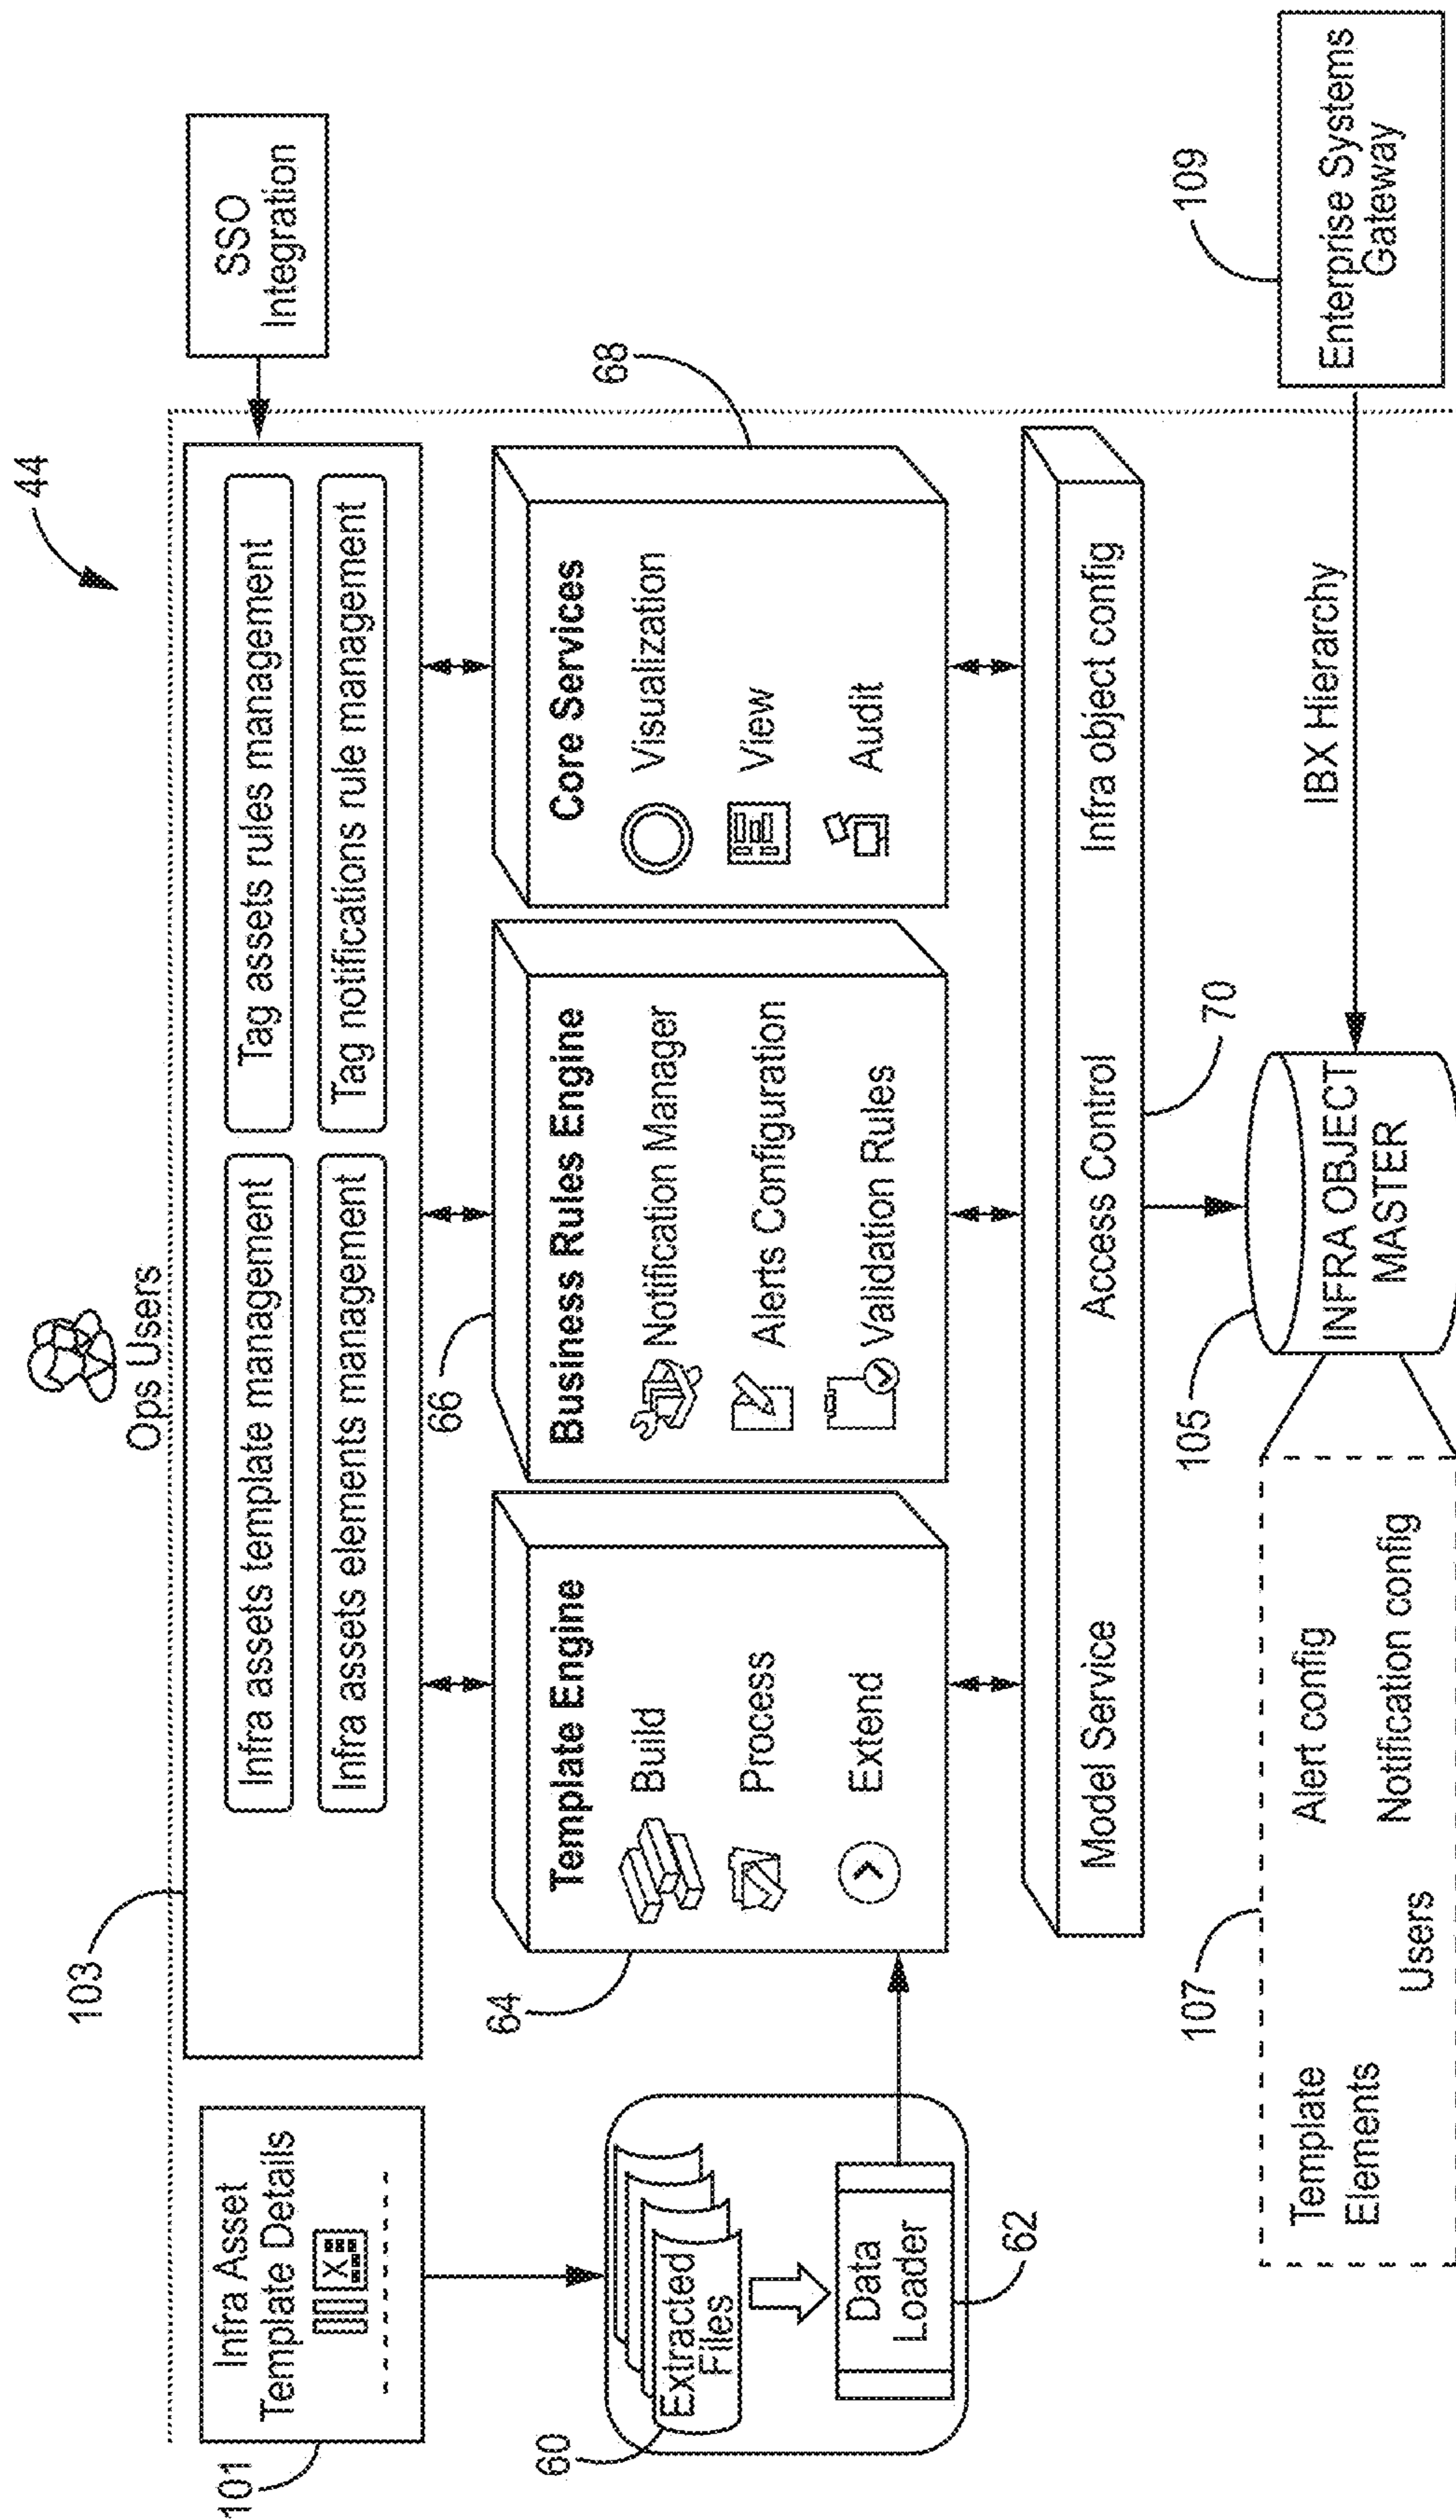 44
Ops Users
SSO
Integration
103
Infra assets template management
Tag assets rules management
Infra assets elements management
Tag notifications rule management
101
Infra Asset
Template Details
X
60
Extracted
Files
Data
Loader
62
64
Template Engine
Build
Process
Extend
66
Business Rules Engine
Notification Manager
Alerts Configuration
Validation Rules
68
Core Services
Visualization
View
Audit
Model Service
Access Control
Infra object config
70
105
INFRA OBJECT
MASTER
IBX Hierarchy
109
Enterprise Systems
Gateway
107
Template
Elements
Alert config
Users
Notification config